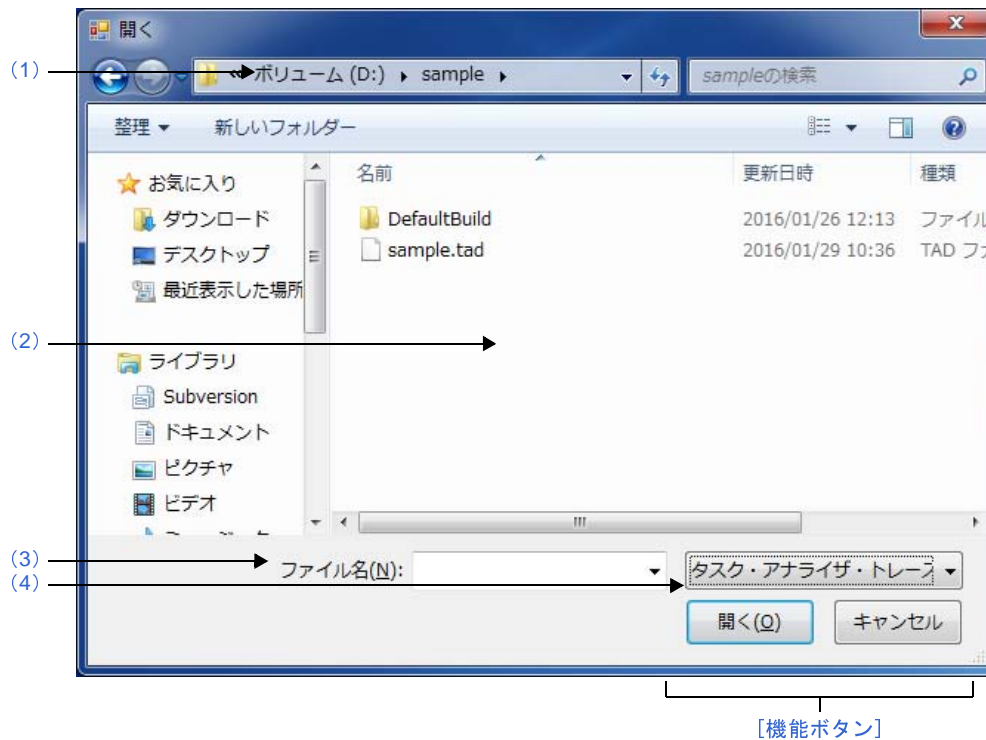 開く
(1)
ボリューム (D:) sample
sampleの検索
整理 新しいフォルダー
名前 更新日時 種類
お気に入り
ダウンロード
デスクトップ
最近表示した場所
DefaultBuild 2016/01/26 12:13 ファイル
sample.tad 2016/01/29 10:36 TAD ファ
(2)
ライブラリ
Subversion
ドキュメント
ピクチャ
ビデオ
(3)
ファイル名(N):
タスク・アナライザ・トレース
(4)
開く(O) キャンセル
[機能ボタン]